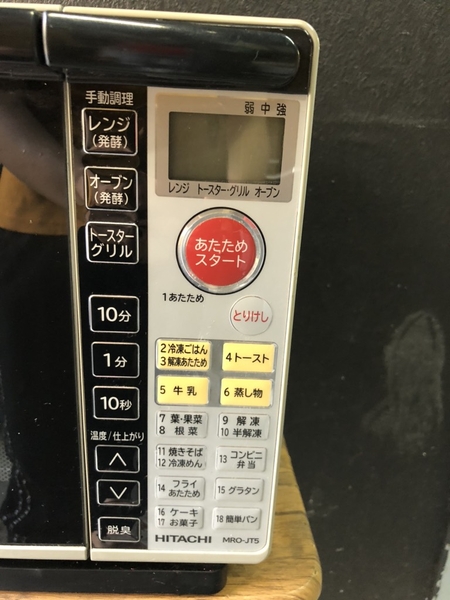 手動調理
レンジ
(発酵)
オーブン
(発酵)
トースター
グリル
10分
1分
10秒
温度/仕上がり
脱臭
弱 中 強
レンジ トースター・グリル オーブン
あたため
スタート
1 あたため
とりけし
2 冷凍ごはん
3 解凍あたため
4 トースト
5 牛乳
6 蒸し物
7 葉・果菜
8 根菜
9 解凍
10 半解凍
11 焼きそば
12 冷凍めん
13 コンビニ
弁当
14 フライ
あたため
15 グラタン
16 ケーキ
17 お菓子
18 簡単パン
HITACHI MRO-JT5